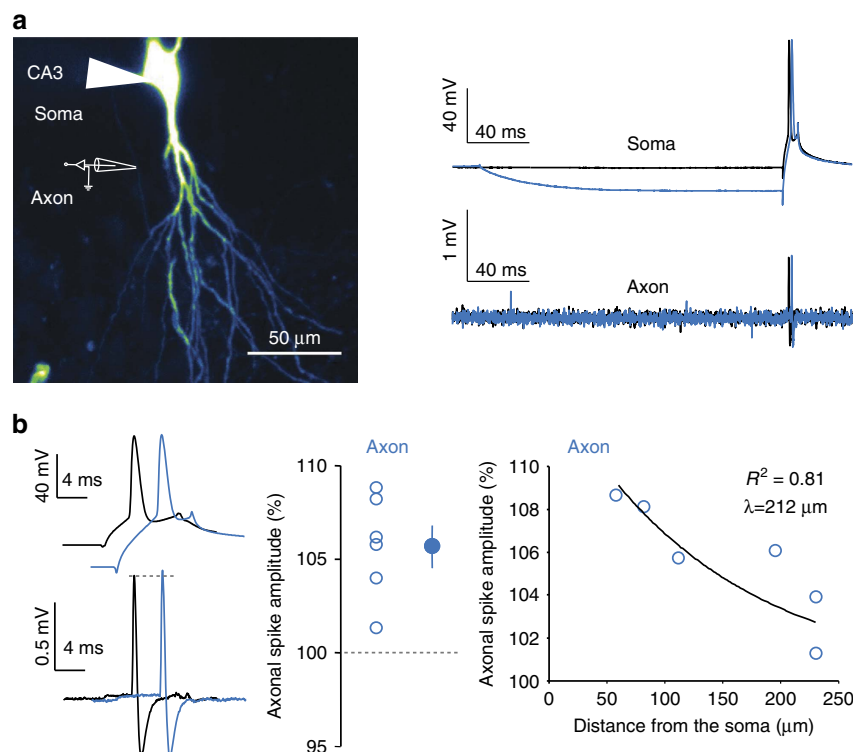 a
CA3
Soma
Axon
50 μm
40 mV
40 ms
Soma
1 mV
40 ms
Axon
b
40 mV
4 ms
0.5 mV
4 ms
Axon
Axonal spike amplitude (%)
110
105
100
95
Axon
Axonal spike amplitude (%)
110
108
106
104
102
100
R² = 0.81
λ=212 μm
0 50 100 150 200 250
Distance from the soma (μm)